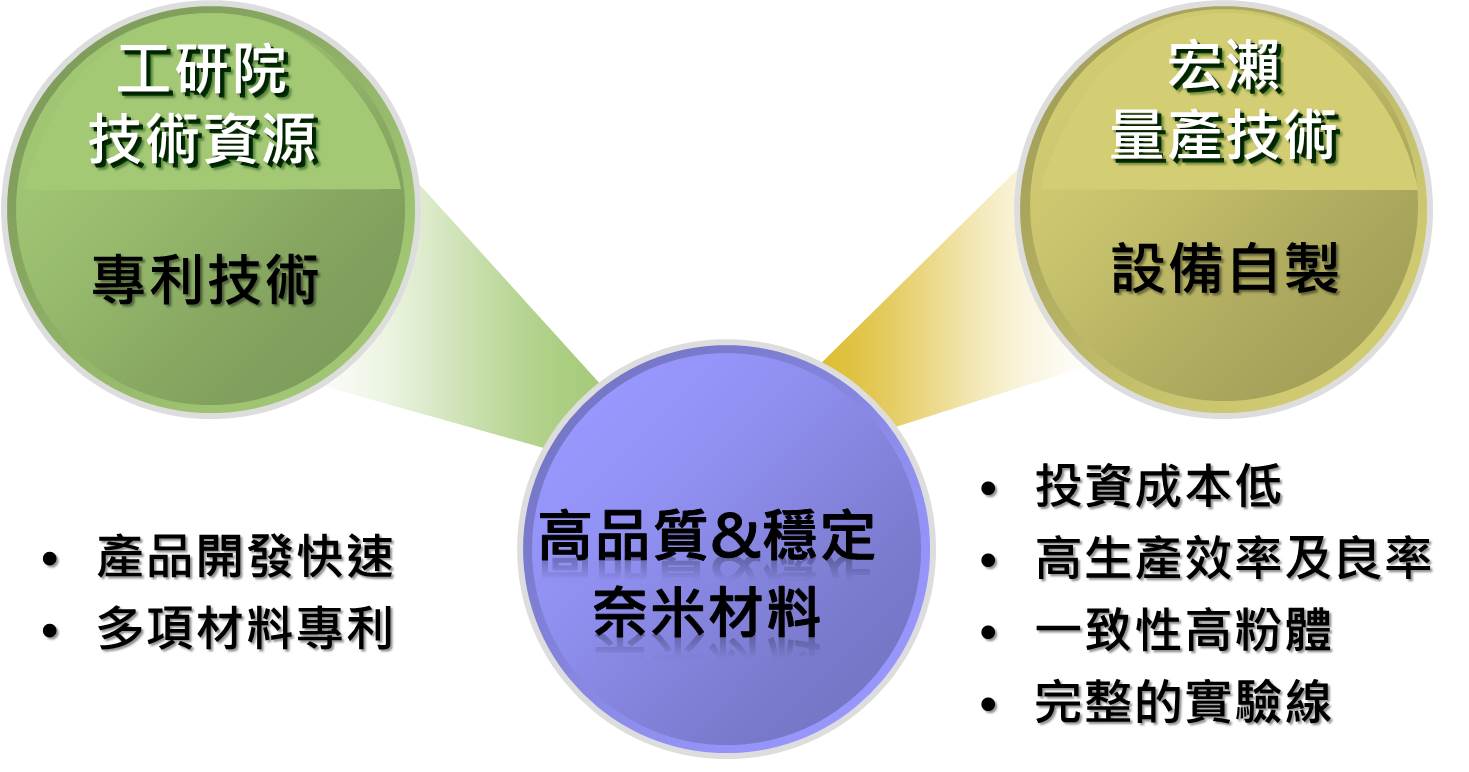 工研院
技術資源
專利技術
宏瀨
量產技術
設備自製
高品質&穩定
奈米材料
• 產品開發快速
• 多項材料專利
• 投資成本低
• 高生產效率及良率
• 一致性高粉體
• 完整的實驗線